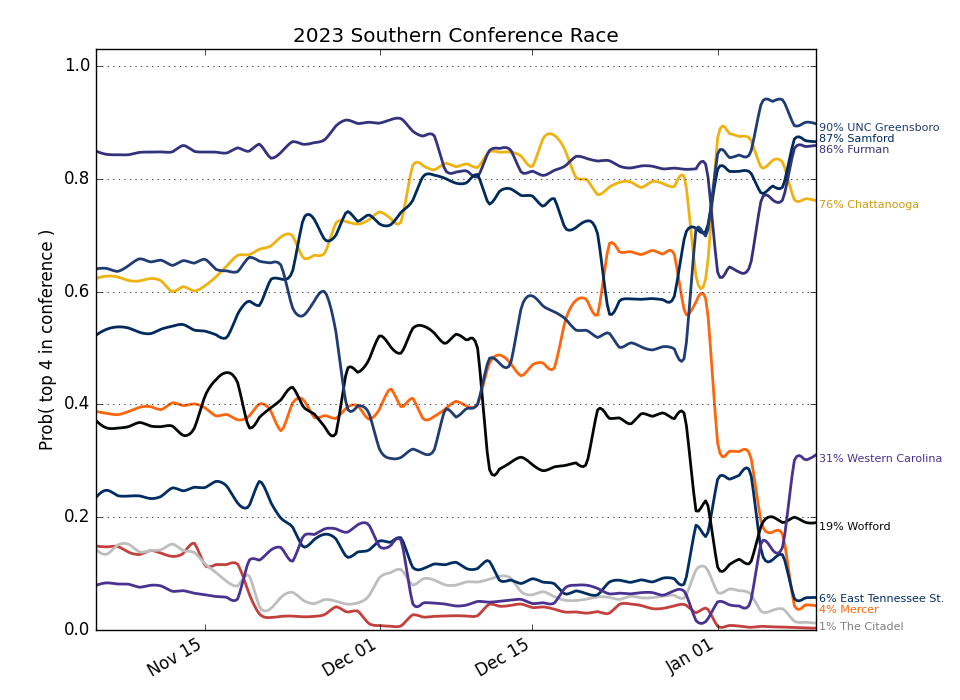 2023 Southern Conference Race
Prob( top 4 in conference )
1.0
0.8
0.6
0.4
0.2
0.0
Nov 15
Dec 01
Dec 15
Jan 01
90% UNC Greensboro
87% Samford
86% Furman
76% Chattanooga
31% Western Carolina
19% Wofford
6% East Tennessee St.
4% Mercer
1% The Citadel